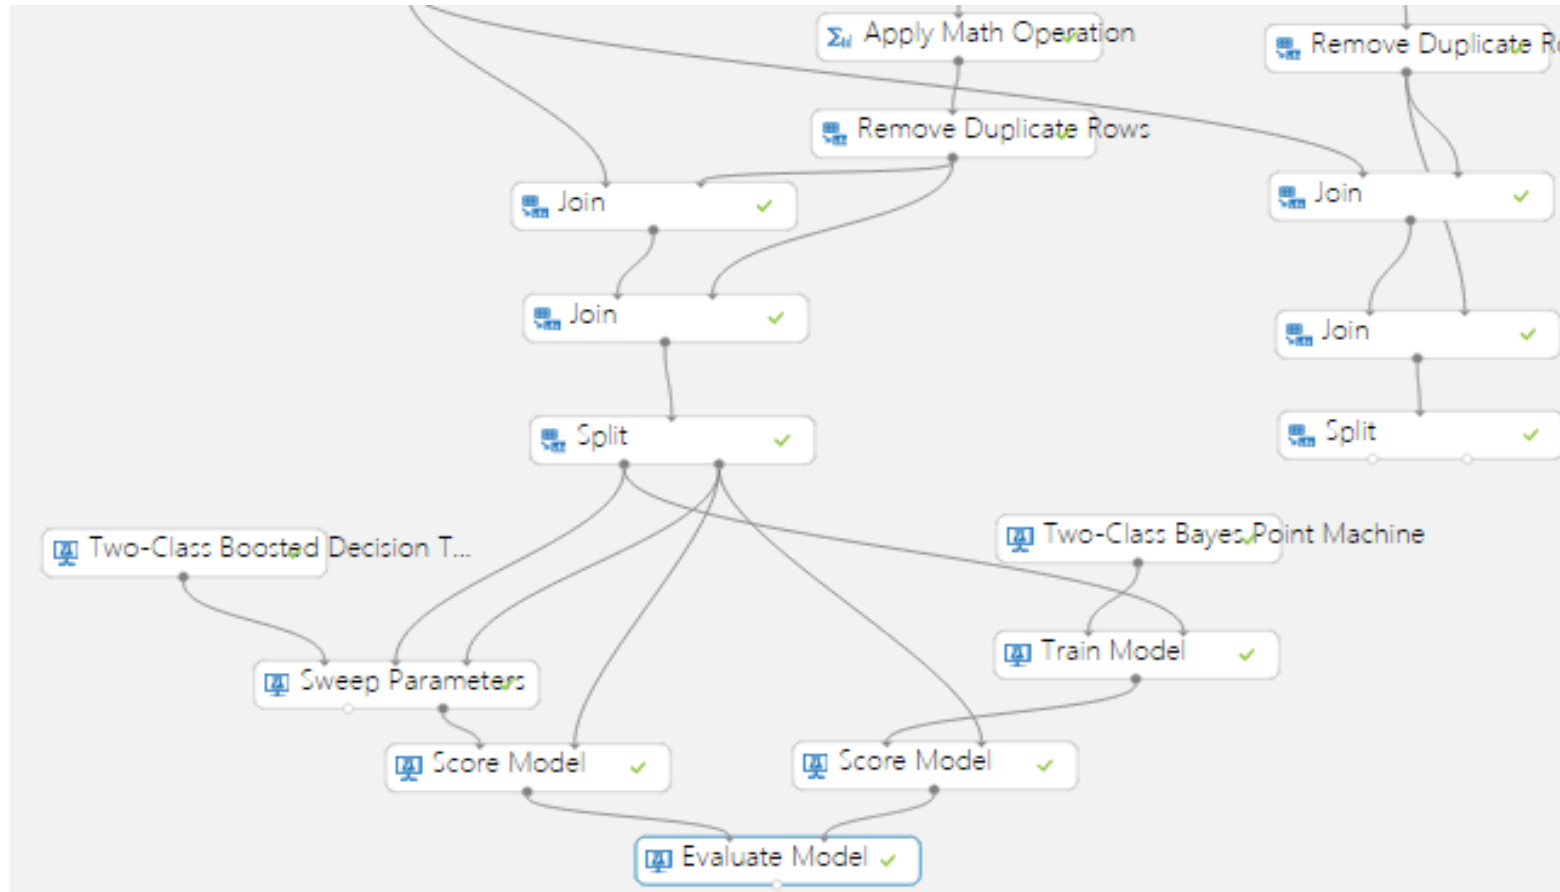 Apply Math Operation
Remove Duplicate R
Remove Duplicate Rows
Join
Join
Join
Join
Split
Split
Two-Class Boosted Decision T...
Two-Class Bayes Point Machine
Train Model
Sweep Parameters
Score Model
Score Model
Evaluate Model